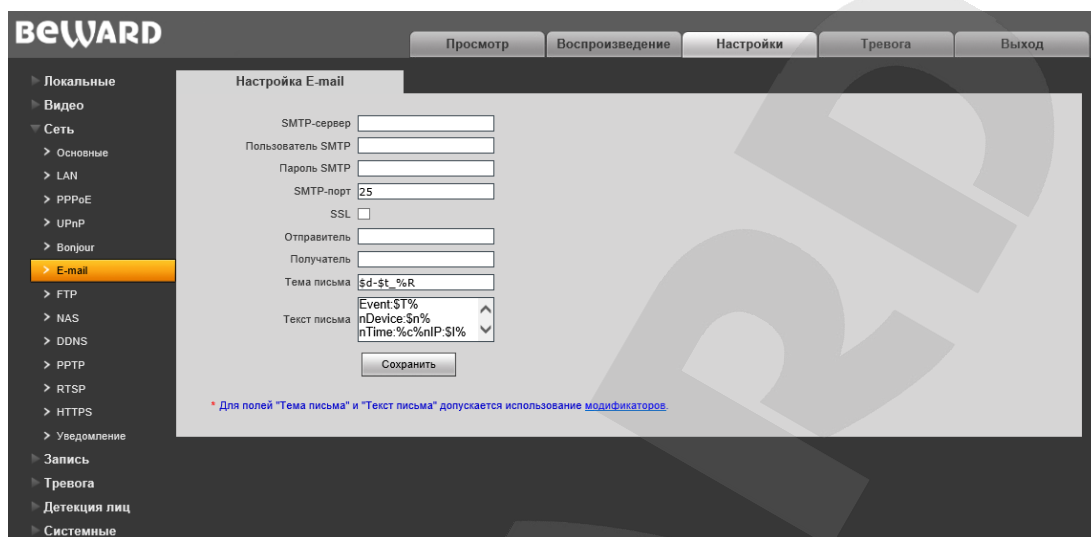 BEWARD
Просмотр
Воспроизведение
Настройки
Тревога
Выход
Локальные
Видео
Сеть
Основные
LAN
PPPoE
UPnP
Bonjour
E-mail
FTP
NAS
DDNS
PPTP
RTSP
HTTPS
Уведомление
Запись
Тревога
Детекция лиц
Системные
Настройка E-mail
SMTP-сервер
Пользователь SMTP
Пароль SMTP
SMTP-порт 25
SSL
Отправитель
Получатель
Тема письма $d-$t_%R
Текст письма
Event:$T%
nDevice:$n%
nTime:%c%nIP:$I%
Сохранить
* Для полей "Тема письма" и "Текст письма" допускается использование модификаторов.